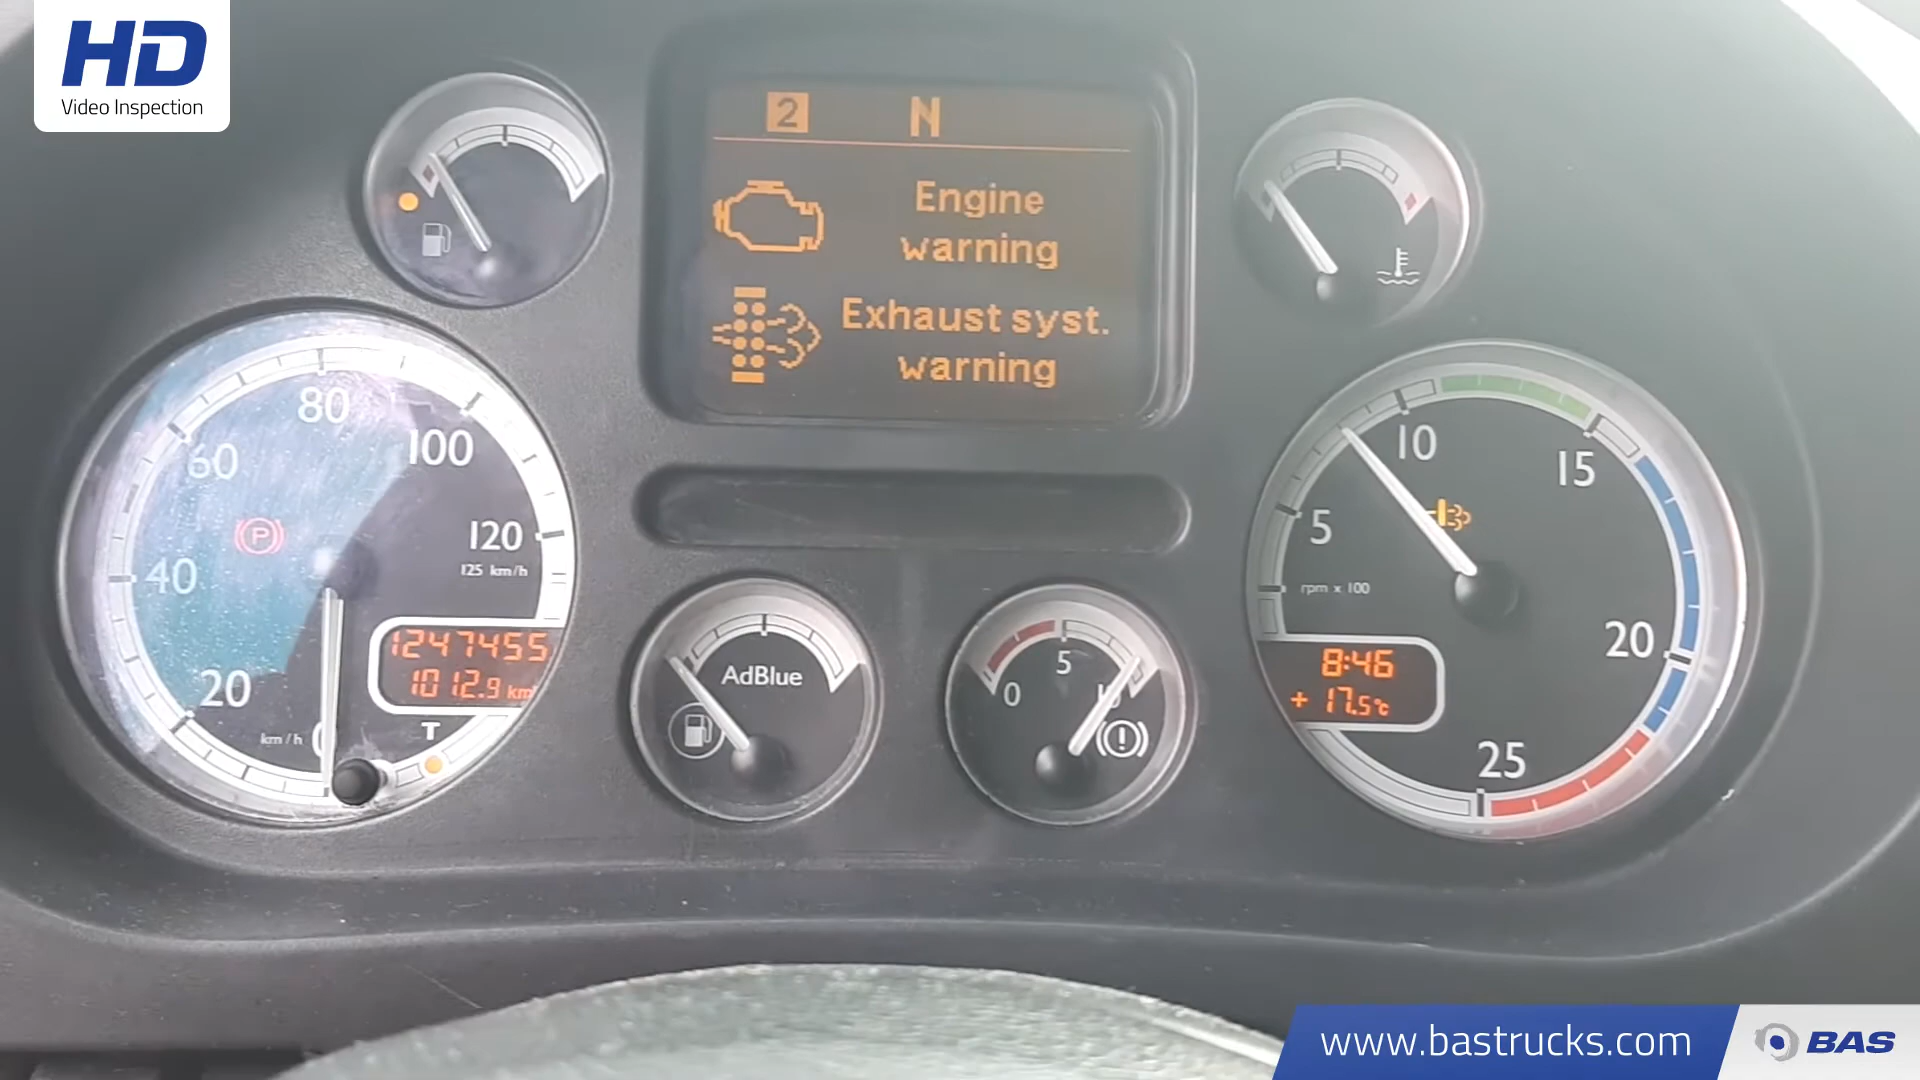 HD
Video Inspection
2 N
Engine
warning
Exhaust syst.
warning
80
60
100
120
125 km/h
40
20
km/h 0
1247455
1012.9 km
T
AdBlue
5
0
10
15
5
rpm x 100
20
25
8:46
+ 17.5°c
P
www.bastrucks.com
BAS